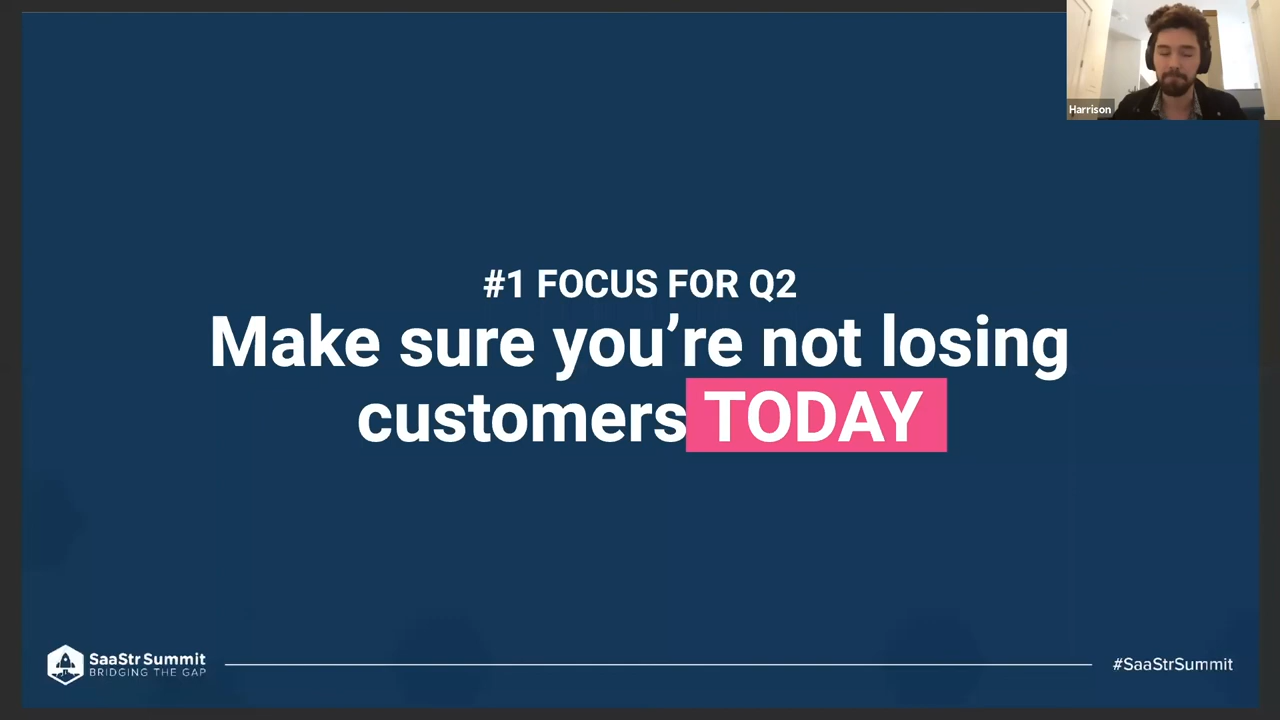 Harrison
#1 FOCUS FOR Q2
Make sure you’re not losing
customers TODAY
SaaStr Summit
BRIDGING THE GAP
#SaaStrSummit